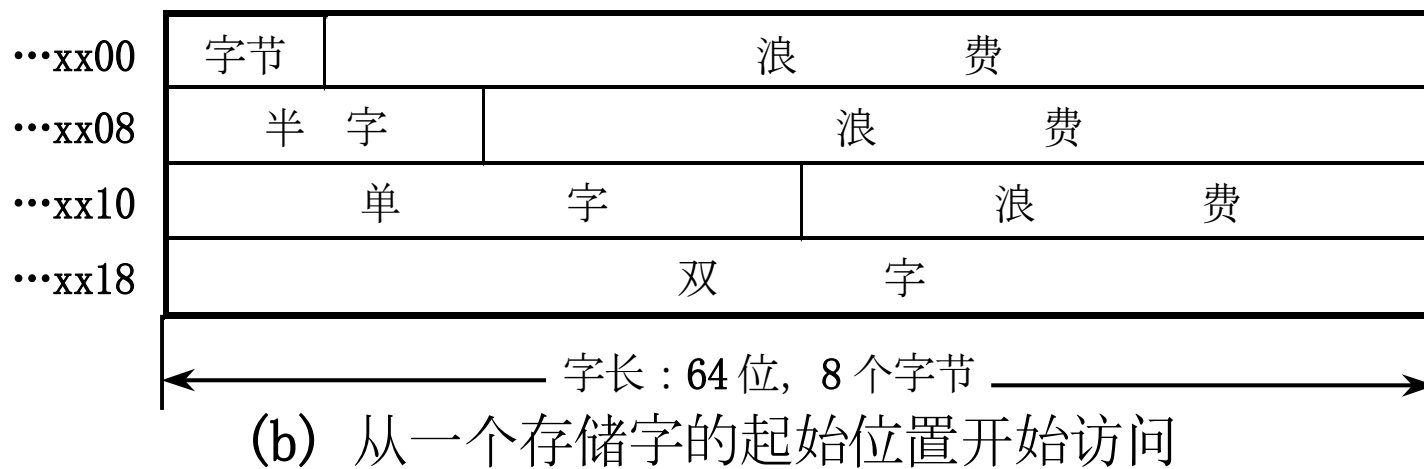 …xx00 字节 浪 费
…xx08 半 字 浪 费
…xx10 单 字 浪 费
…xx18 双 字
字长：64位，8个字节
(b) 从一个存储字的起始位置开始访问